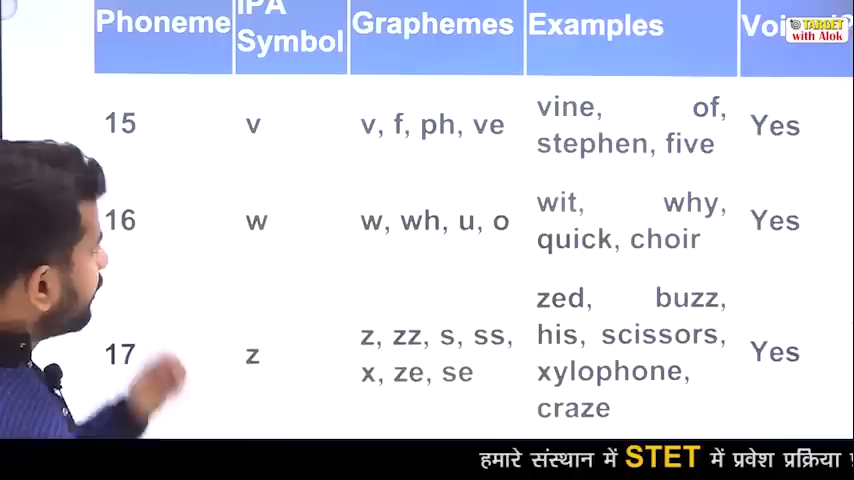 Phoneme IPA Symbol Graphemes Examples
TARGET
with Alok
15 v v, f, ph, ve vine, of, stephen, five Yes
16 w w, wh, u, o wit, why, quick, choir Yes
17 z z, zz, s, ss, x, ze, se zed, buzz, his, scissors, xylophone, craze Yes
हमारे संस्थान में STET में प्रवेश प्रक्रिया